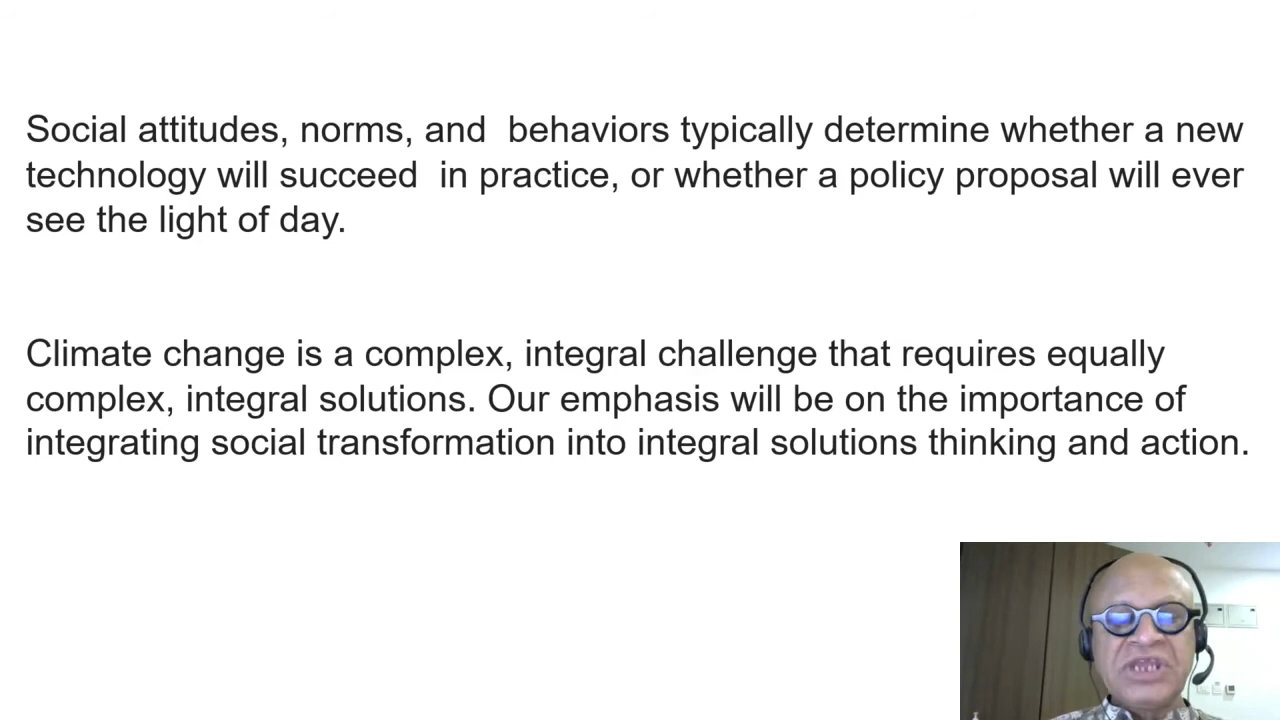 Social attitudes, norms, and  behaviors typically determine whether a new
technology will succeed  in practice, or whether a policy proposal will ever
see the light of day.
Climate change is a complex, integral challenge that requires equally
complex, integral solutions. Our emphasis will be on the importance of
integrating social transformation into integral solutions thinking and action.